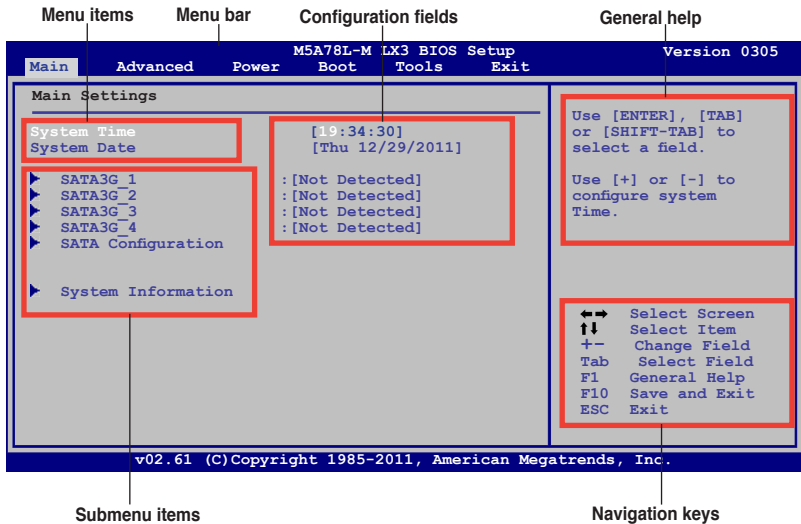 Menu items Menu bar Configuration fields General help
M5A78L-M LX3 BIOS Setup Version 0305
Main Advanced Power Boot Tools Exit
Main Settings
System Time [19:34:30]
System Date [Thu 12/29/2011]
SATA3G_1 :[Not Detected]
SATA3G_2 :[Not Detected]
SATA3G_3 :[Not Detected]
SATA3G_4 :[Not Detected]
SATA Configuration
System Information
Use [ENTER], [TAB]
or [SHIFT-TAB] to
select a field.
Use [+] or [-] to
configure system
Time.
←→ Select Screen
↑↓ Select Item
+- Change Field
Tab Select Field
F1 General Help
F10 Save and Exit
ESC Exit
v02.61 (C)Copyright 1985-2011, American Megatrends, Inc.
Submenu items Navigation keys